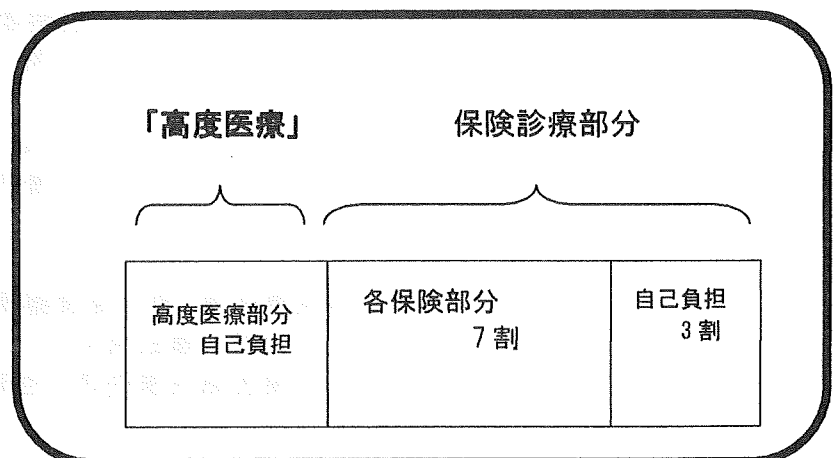 「高度医療」
保険診療部分
高度医療部分
自己負担
各保険部分
7割
自己負担
3割